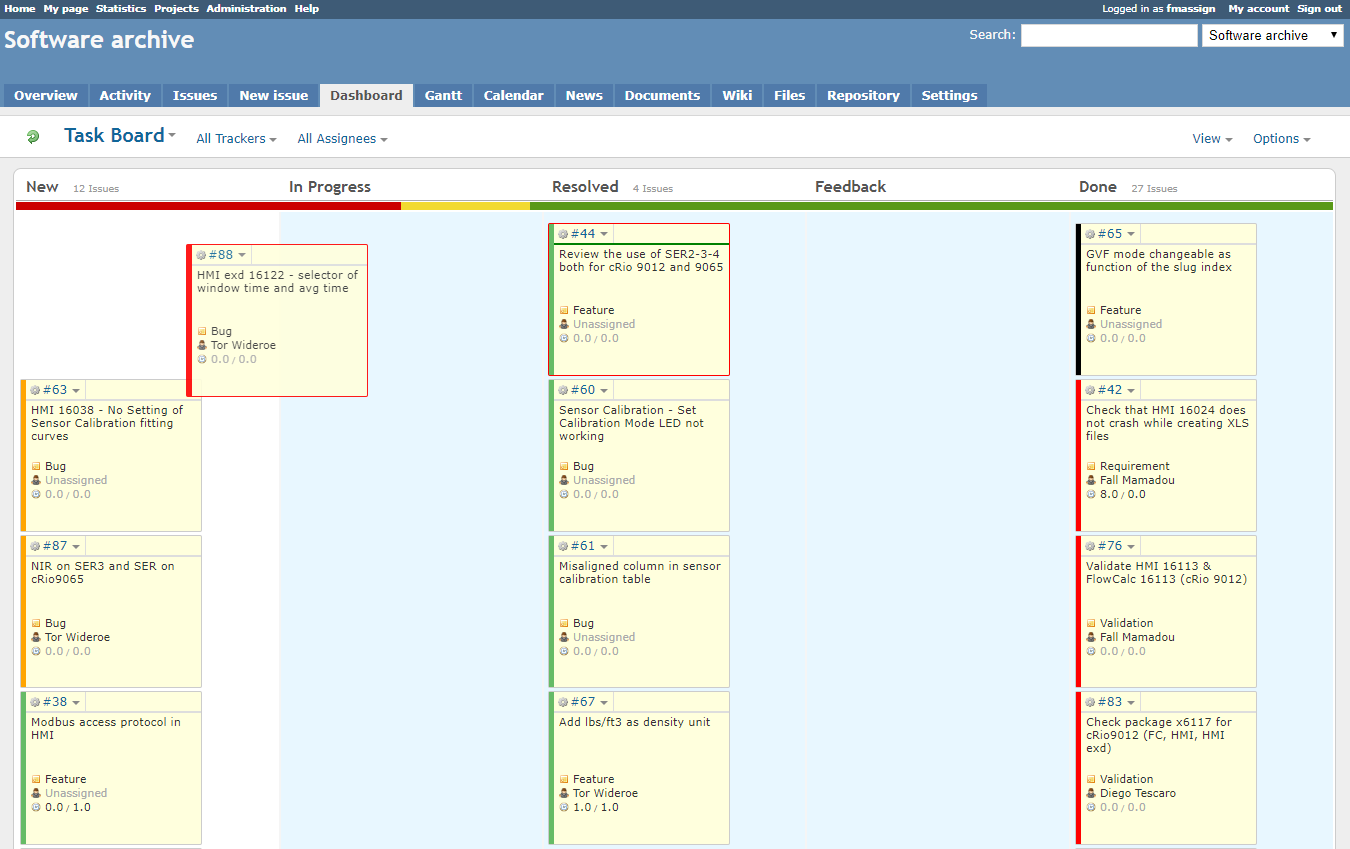 Home My page Statistics Projects Administration Help
Logged in as fmassign My account Sign out
Software archive
Search:
Software archive
Overview Activity Issues New issue Dashboard Gantt Calendar News Documents Wiki Files Repository Settings
Task Board All Trackers All Assignees
View Options
New 12 Issues
In Progress
Resolved 4 Issues
Feedback
Done 27 Issues
#88
HMI exd 16122 - selector of
window time and avg time
Bug
Tor Wideroe
0.0 / 0.0
#63
HMI 16038 - No Setting of
Sensor Calibration fitting
curves
Bug
Unassigned
0.0 / 0.0
#87
NIR on SER3 and SER on
cRio9065
Bug
Tor Wideroe
0.0 / 0.0
#38
Modbus access protocol in
HMI
Feature
Unassigned
0.0 / 1.0
#44
Review the use of SER2-3-4
both for cRio 9012 and 9065
Feature
Unassigned
0.0 / 0.0
#60
Sensor Calibration - Set
Calibration Mode LED not
working
Bug
Unassigned
0.0 / 0.0
#61
Misaligned column in sensor
calibration table
Bug
Unassigned
0.0 / 0.0
#67
Add lbs/ft3 as density unit
Feature
Tor Wideroe
1.0 / 1.0
#65
GVF mode changeable as
function of the slug index
Feature
Unassigned
0.0 / 0.0
#42
Check that HMI 16024 does
not crash while creating XLS
files
Requirement
Fall Mamadou
8.0 / 0.0
#76
Validate HMI 16113 &
FlowCalc 16113 (cRio 9012)
Validation
Fall Mamadou
0.0 / 0.0
#83
Check package x6117 for
cRio9012 (FC, HMI, HMI
exd)
Validation
Diego Tescaro
0.0 / 0.0